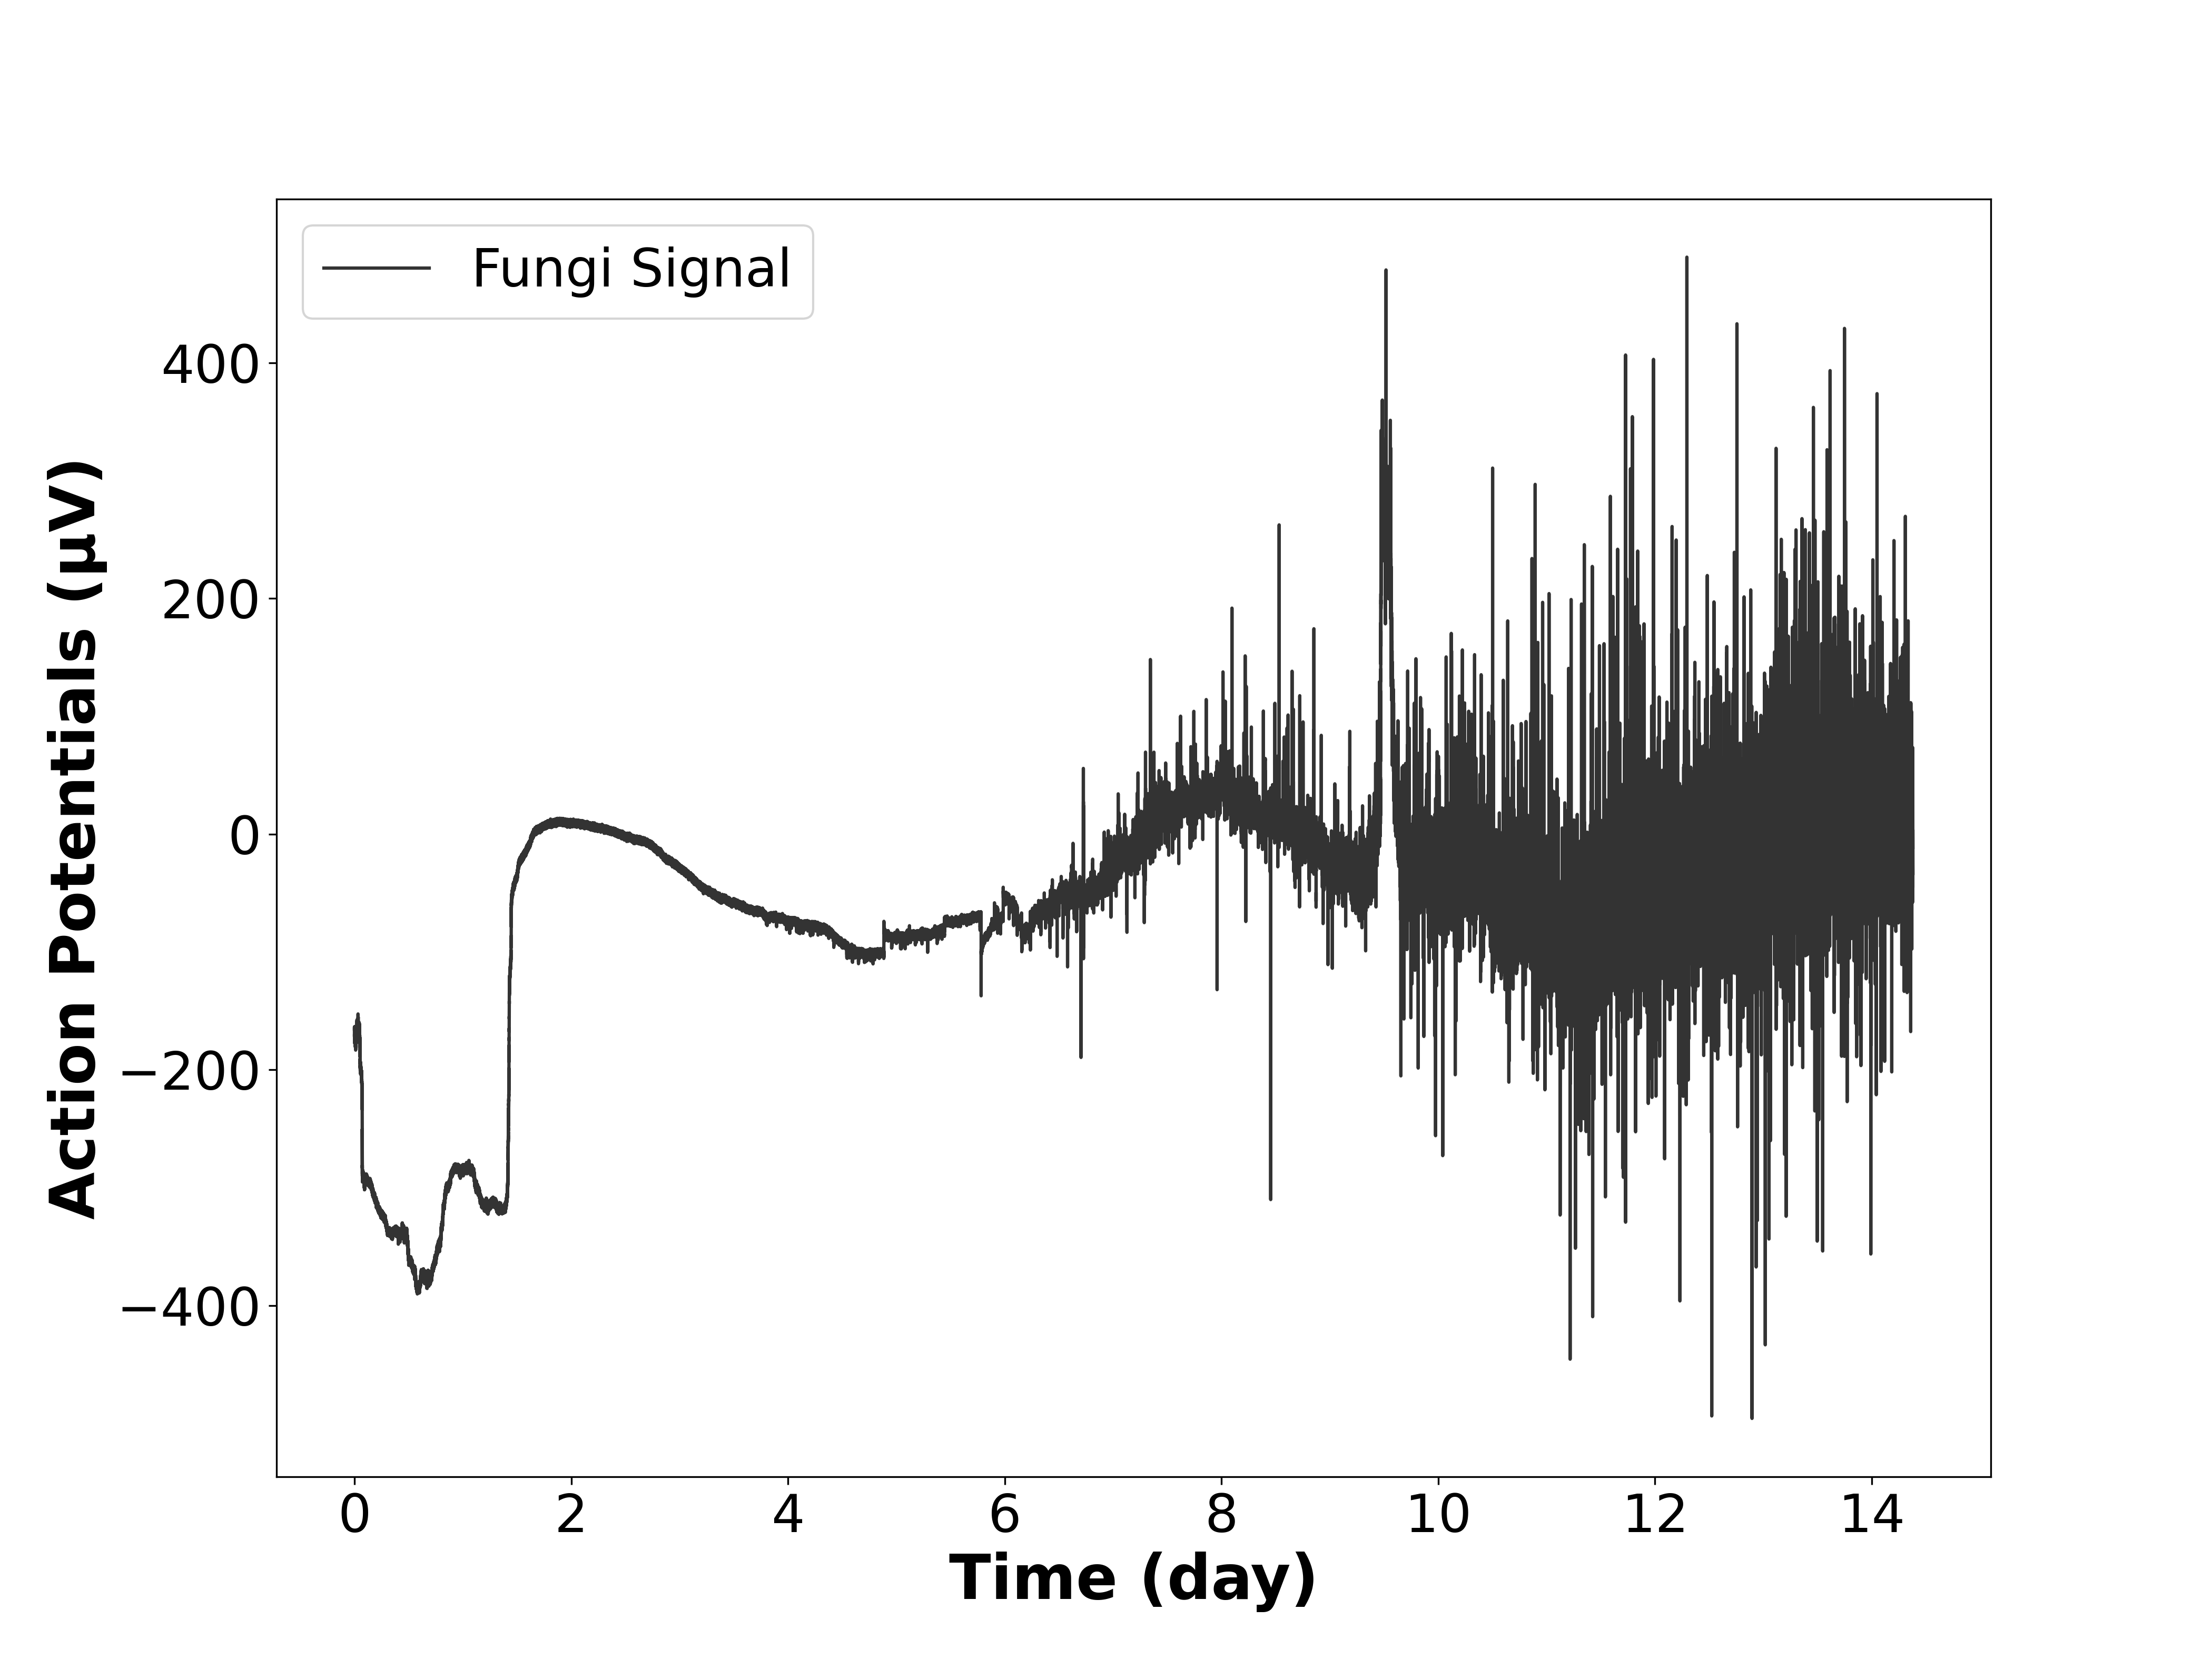 Fungi Signal
Action Potentials (μV)
400
200
0
−200
−400
0 2 4 6 8 10 12 14
Time (day)